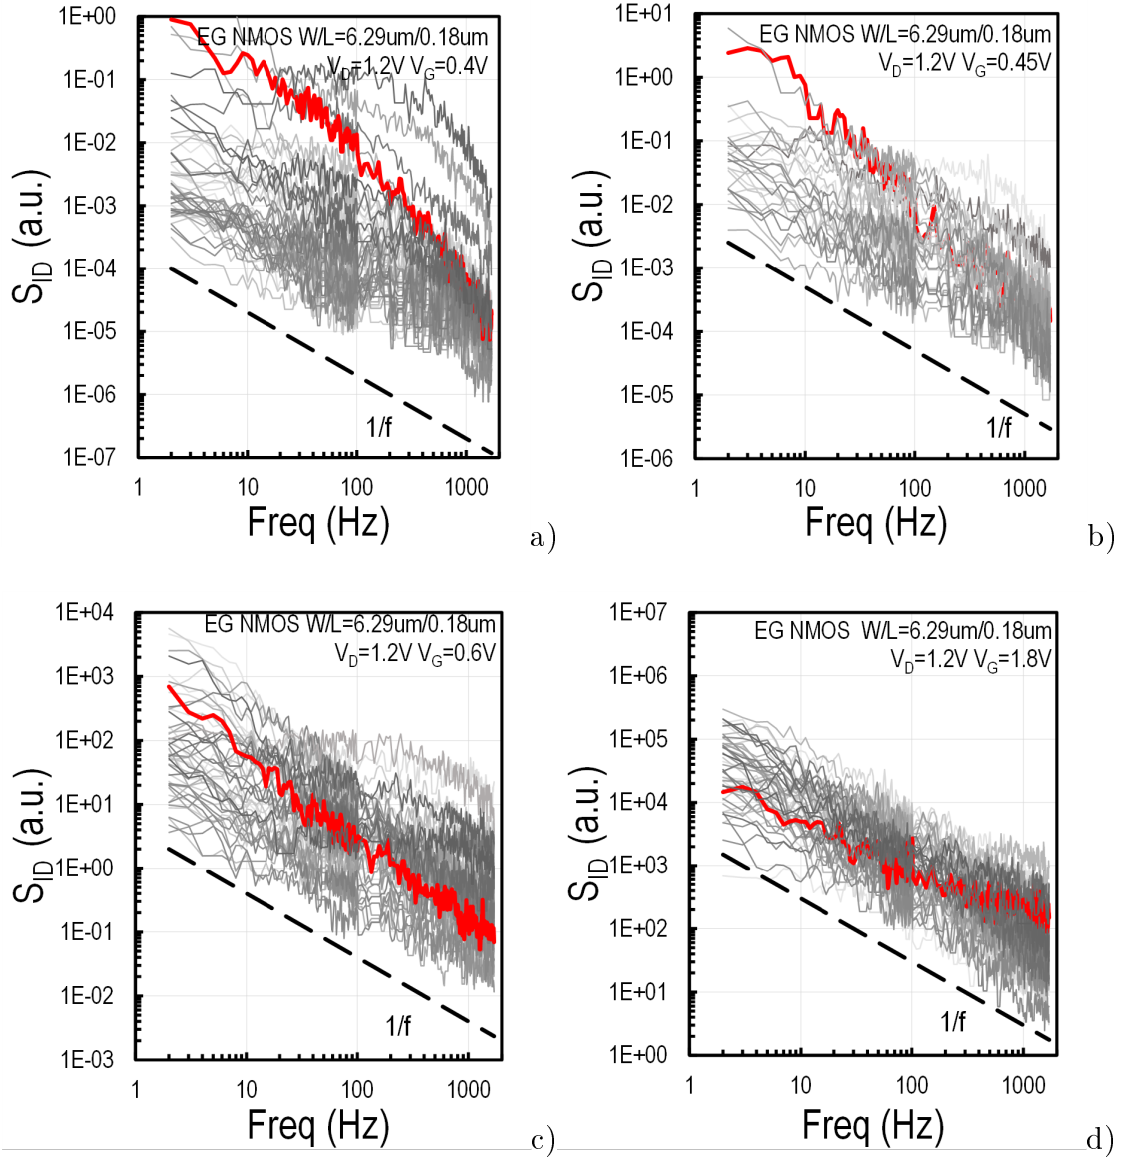 EG NMOS W/L=6.29um/0.18um
VD=1.2V VG=0.4V
1E+00
1E-01
1E-02
1E-03
1E-04
1E-05
1E-06
1E-07
SID (a.u.)
1/f
1 10 100 1000
Freq (Hz)
a)
EG NMOS W/L=6.29um/0.18um
VD=1.2V VG=0.45V
1E+01
1E+00
1E-01
1E-02
1E-03
1E-04
1E-05
1E-06
SID (a.u.)
1/f
1 10 100 1000
Freq (Hz)
b)
EG NMOS W/L=6.29um/0.18um
VD=1.2V VG=0.6V
1E+04
1E+03
1E+02
1E+01
1E+00
1E-01
1E-02
1E-03
SID (a.u.)
1/f
1 10 100 1000
Freq (Hz)
c)
EG NMOS W/L=6.29um/0.18um
VD=1.2V VG=1.8V
1E+07
1E+06
1E+05
1E+04
1E+03
1E+02
1E+01
1E+00
SID (a.u.)
1/f
1 10 100 1000
Freq (Hz)
d)